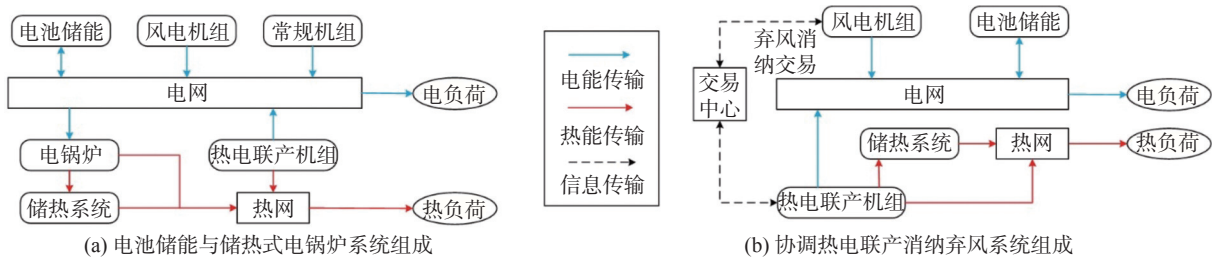 电池储能
风电机组
常规机组
电网
电负荷
电锅炉
热电联产机组
储热系统
热网
热负荷
(a) 电池储能与储热式电锅炉系统组成
电能传输
热能传输
信息传输
风电机组
电池储能
弃风消
纳交易
交易
中心
电网
电负荷
储热系统
热网
热负荷
热电联产机组
(b) 协调热电联产消纳弃风系统组成